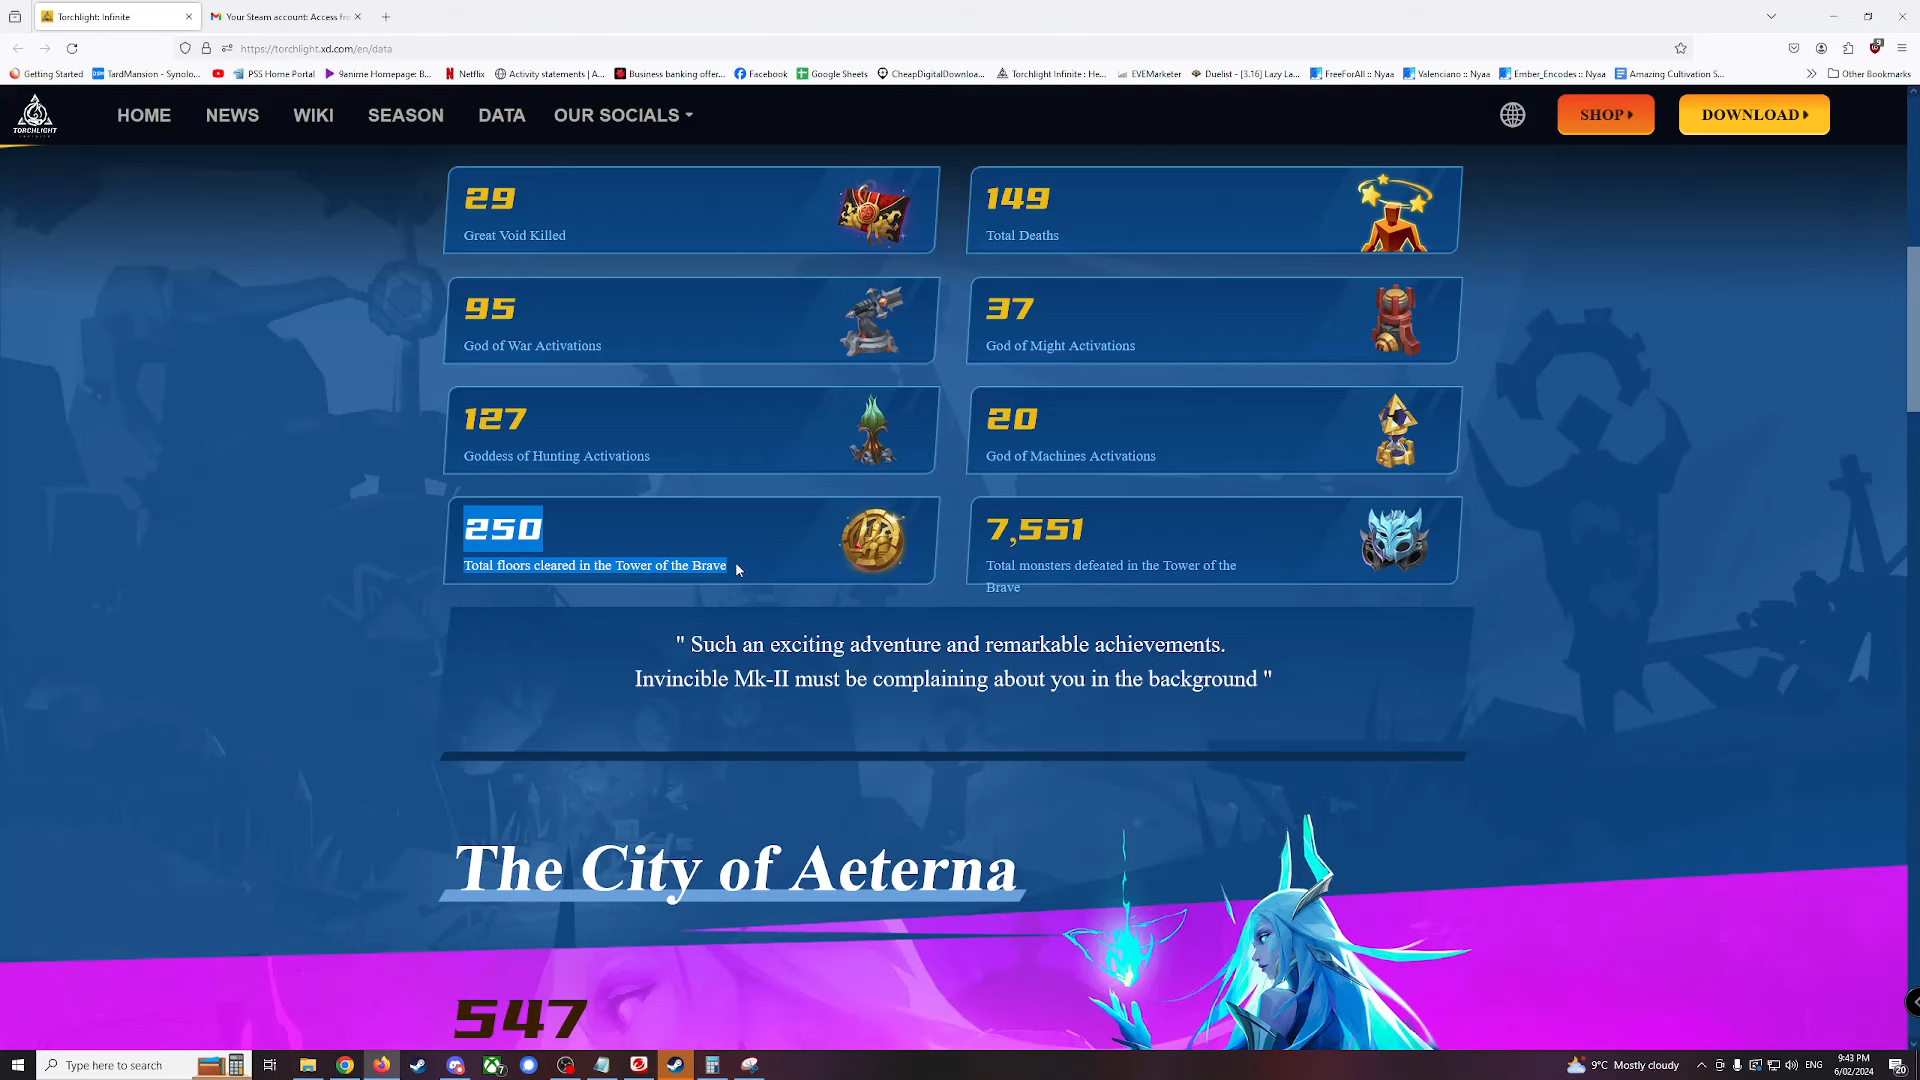 Torchlight: Infinite
Your Steam account: Access fro
https://torchlight.xd.com/en/data
Getting Started
TardMansion - Synolo...
PSS Home Portal
9anime Homepage: B...
Netflix
Activity statements | A...
Business banking offer...
Facebook
Google Sheets
CheapDigitalDownloa...
Torchlight Infinite : He...
EVEMarketer
Duelist - [3.16] Lazy La...
FreeForAll :: Nyaa
Valenciano :: Nyaa
Ember_Encodes :: Nyaa
Amazing Cultivation S...
Other Bookmarks
TORCHLIGHT
INFINITE
HOME
NEWS
WIKI
SEASON
DATA
OUR SOCIALS
SHOP
DOWNLOAD
29
Great Void Killed
149
Total Deaths
95
God of War Activations
37
God of Might Activations
127
Goddess of Hunting Activations
20
God of Machines Activations
250
Total floors cleared in the Tower of the Brave
7,551
Total monsters defeated in the Tower of the
Brave
" Such an exciting adventure and remarkable achievements.
Invincible Mk-II must be complaining about you in the background "
The City of Aeterna
547
Type here to search
9°C Mostly cloudy
ENG
9:43 PM
6/02/2024
20